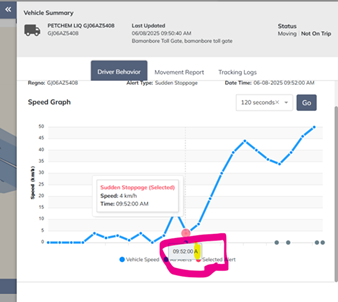 Vehicle Summary
PETCHEM LIQ GJ06AZ5408
GJ06AZ5408
Last Updated
06/08/2025 09:50:40 AM
Bamanbore Toll Gate, bamanbore toll gate
Status
Moving Not On Trip
Driver Behavior
Movement Report
Tracking Logs
Regno: GJ06AZ5408
Alert Type: Sudden Stoppage
Date Time: 06-08-2025 09:52:00 AM
Speed Graph
120 seconds
Go
Speed (km/h)
50
45
40
35
30
25
20
15
10
5
0
Sudden Stoppage (Selected)
Speed: 4 km/h
Time: 09:52:00 AM
09:52:00 A
Vehicle Speed
Selected Alert